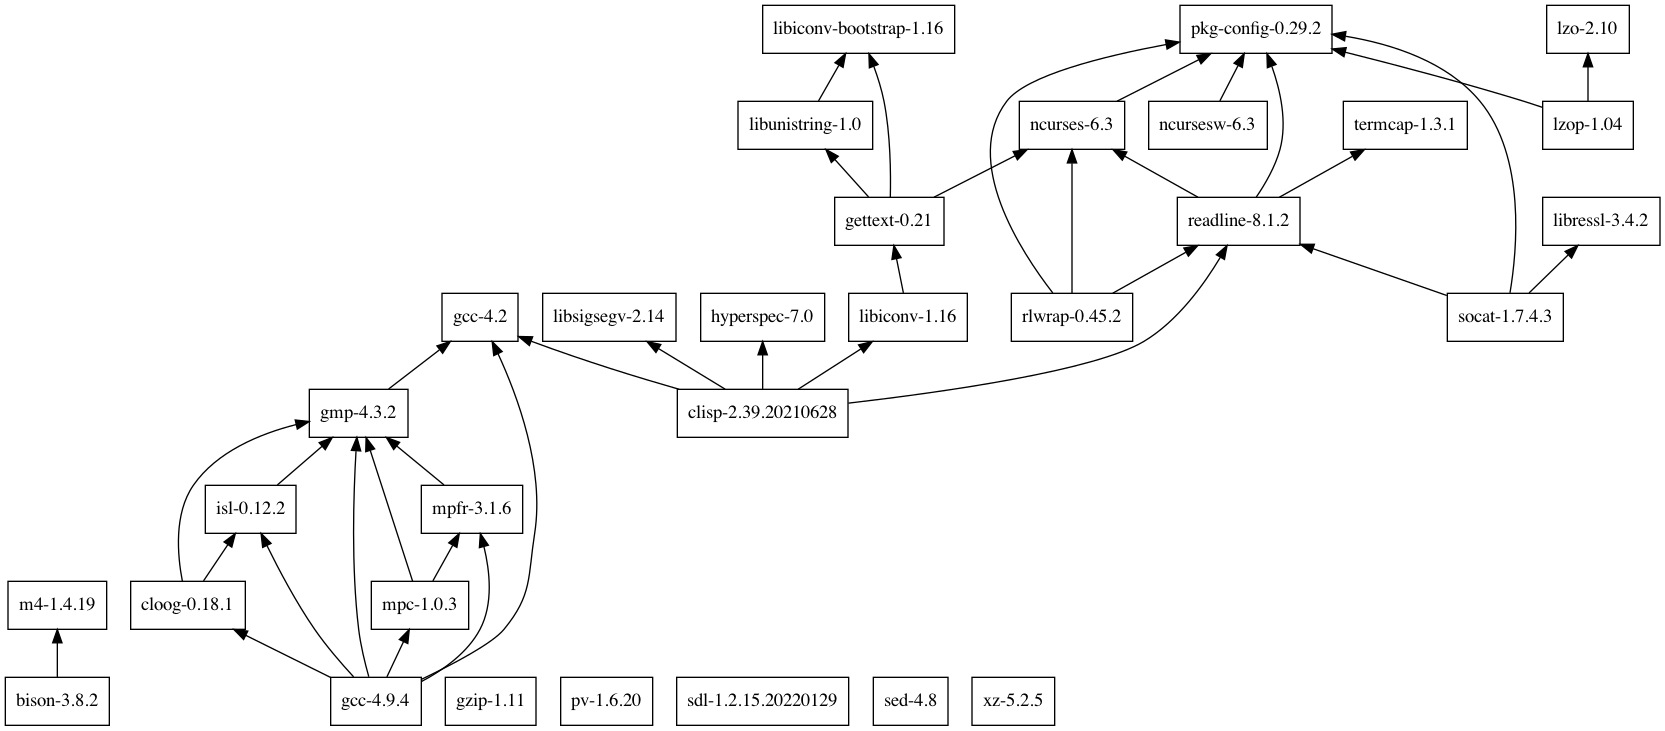 libiconv-bootstrap-1.16
pkg-config-0.29.2
lzo-2.10
libunistring-1.0
ncurses-6.3
ncursesw-6.3
termcap-1.3.1
lzop-1.04
gettext-0.21
readline-8.1.2
libressl-3.4.2
gcc-4.2
libsigsegv-2.14
hyperspec-7.0
libiconv-1.16
rlwrap-0.45.2
socat-1.7.4.3
gmp-4.3.2
clisp-2.39.20210628
isl-0.12.2
mpfr-3.1.6
m4-1.4.19
cloog-0.18.1
mpc-1.0.3
bison-3.8.2
gcc-4.9.4
gzip-1.11
pv-1.6.20
sdl-1.2.15.20220129
sed-4.8
xz-5.2.5